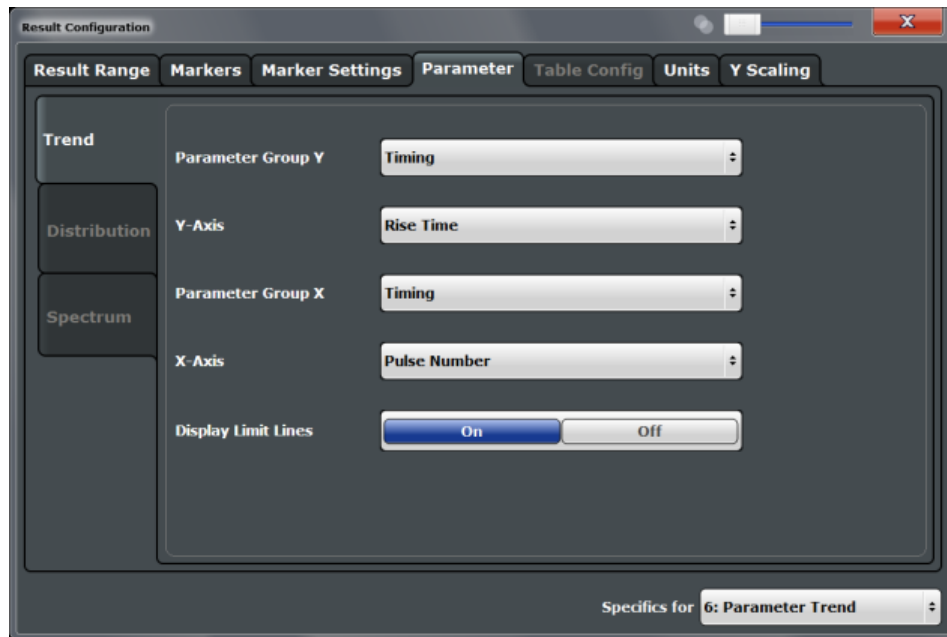 Result Configuration
X
Result Range Markers Marker Settings Parameter Table Config Units Y Scaling
Trend
Distribution
Spectrum
Parameter Group Y Timing
Y-Axis Rise Time
Parameter Group X Timing
X-Axis Pulse Number
Display Limit Lines On Off
Specifics for 6: Parameter Trend